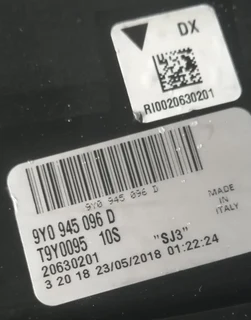 DX
RI0020630201
9Y0 945 096 D
9Y0 945 096 D
T9Y0095 10S
20630201 "SJ3"
3 20 18 23/05/2018 01:22:24
MADE
IN
ITALY